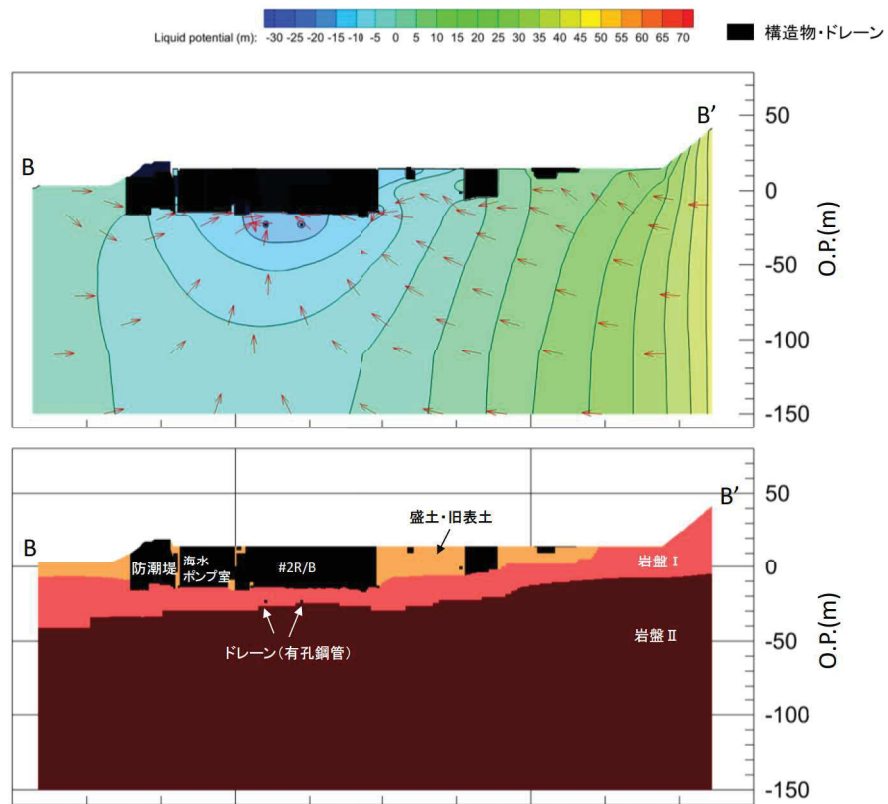 Liquid potential (m): -30 -25 -20 -15 -10 -5 0 5 10 15 20 25 30 35 40 45 50 55 60 65 70
構造物・ドレーン
B
B’
50
0
-50
-100
-150
O.P.(m)
B
B’
盛土・旧表土
防潮堤
海水
ポンプ室
#2R/B
岩盤Ⅰ
ドレーン(有孔鋼管)
岩盤Ⅱ
50
0
-50
-100
-150
O.P.(m)